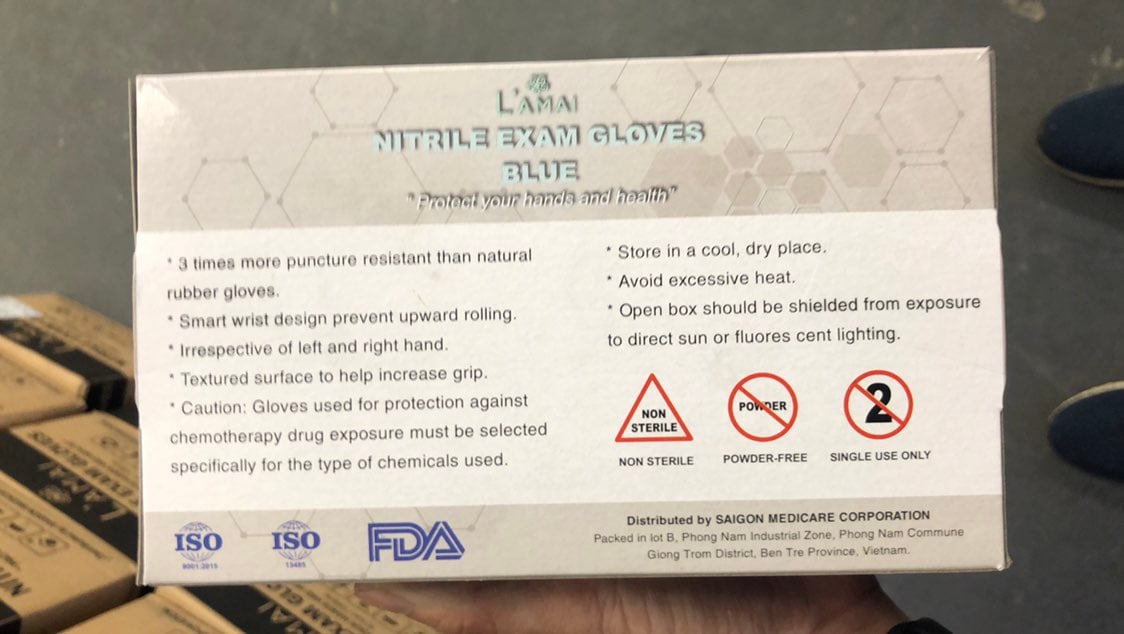 L'AMAI
NITRILE EXAM GLOVES
BLUE
"Protect your hands and health"
* 3 times more puncture resistant than natural
rubber gloves.
* Smart wrist design prevent upward rolling.
* Irrespective of left and right hand.
* Textured surface to help increase grip.
* Caution: Gloves used for protection against
chemotherapy drug exposure must be selected
specifically for the type of chemicals used.
* Store in a cool, dry place.
* Avoid excessive heat.
* Open box should be shielded from exposure
to direct sun or fluores cent lighting.
NON
STERILE
NON STERILE
POWDER
POWDER-FREE
2
SINGLE USE ONLY
ISO
9001:2015
ISO
13485
FDA
Distributed by SAIGON MEDICARE CORPORATION
Packed in lot B, Phong Nam Industrial Zone, Phong Nam Commune
Giong Trom District, Ben Tre Province, Vietnam.
L'AMAI
EXAM GLOV